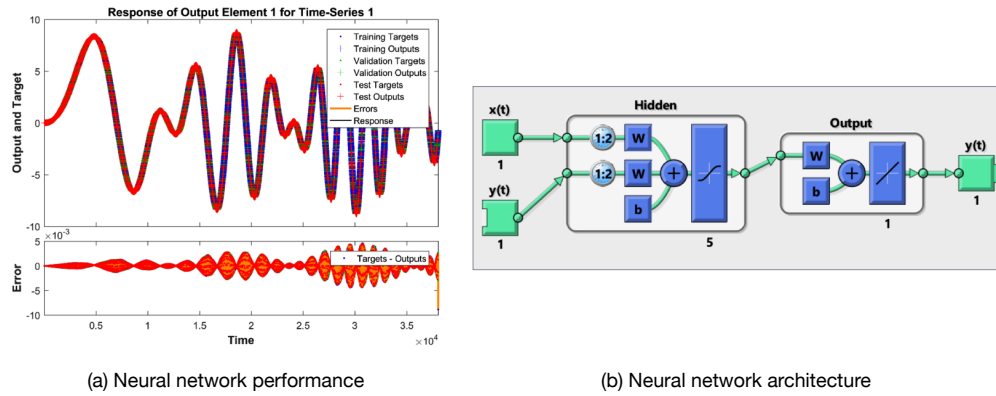 Response of Output Element 1 for Time-Series 1
10
5
0
-5
-10
Output and Target
Training Targets
Training Outputs
Validation Targets
Validation Outputs
Test Targets
Test Outputs
Errors
Response
×10⁻³
5
0
-5
-10
Error
Targets - Outputs
0.5 1 1.5 2 2.5 3 3.5
×10⁴
Time
(a) Neural network performance
x(t)
1
y(t)
1
Hidden
1:2 W
1:2 W
+
b
5
Output
W
b
+
1
y(t)
1
(b) Neural network architecture